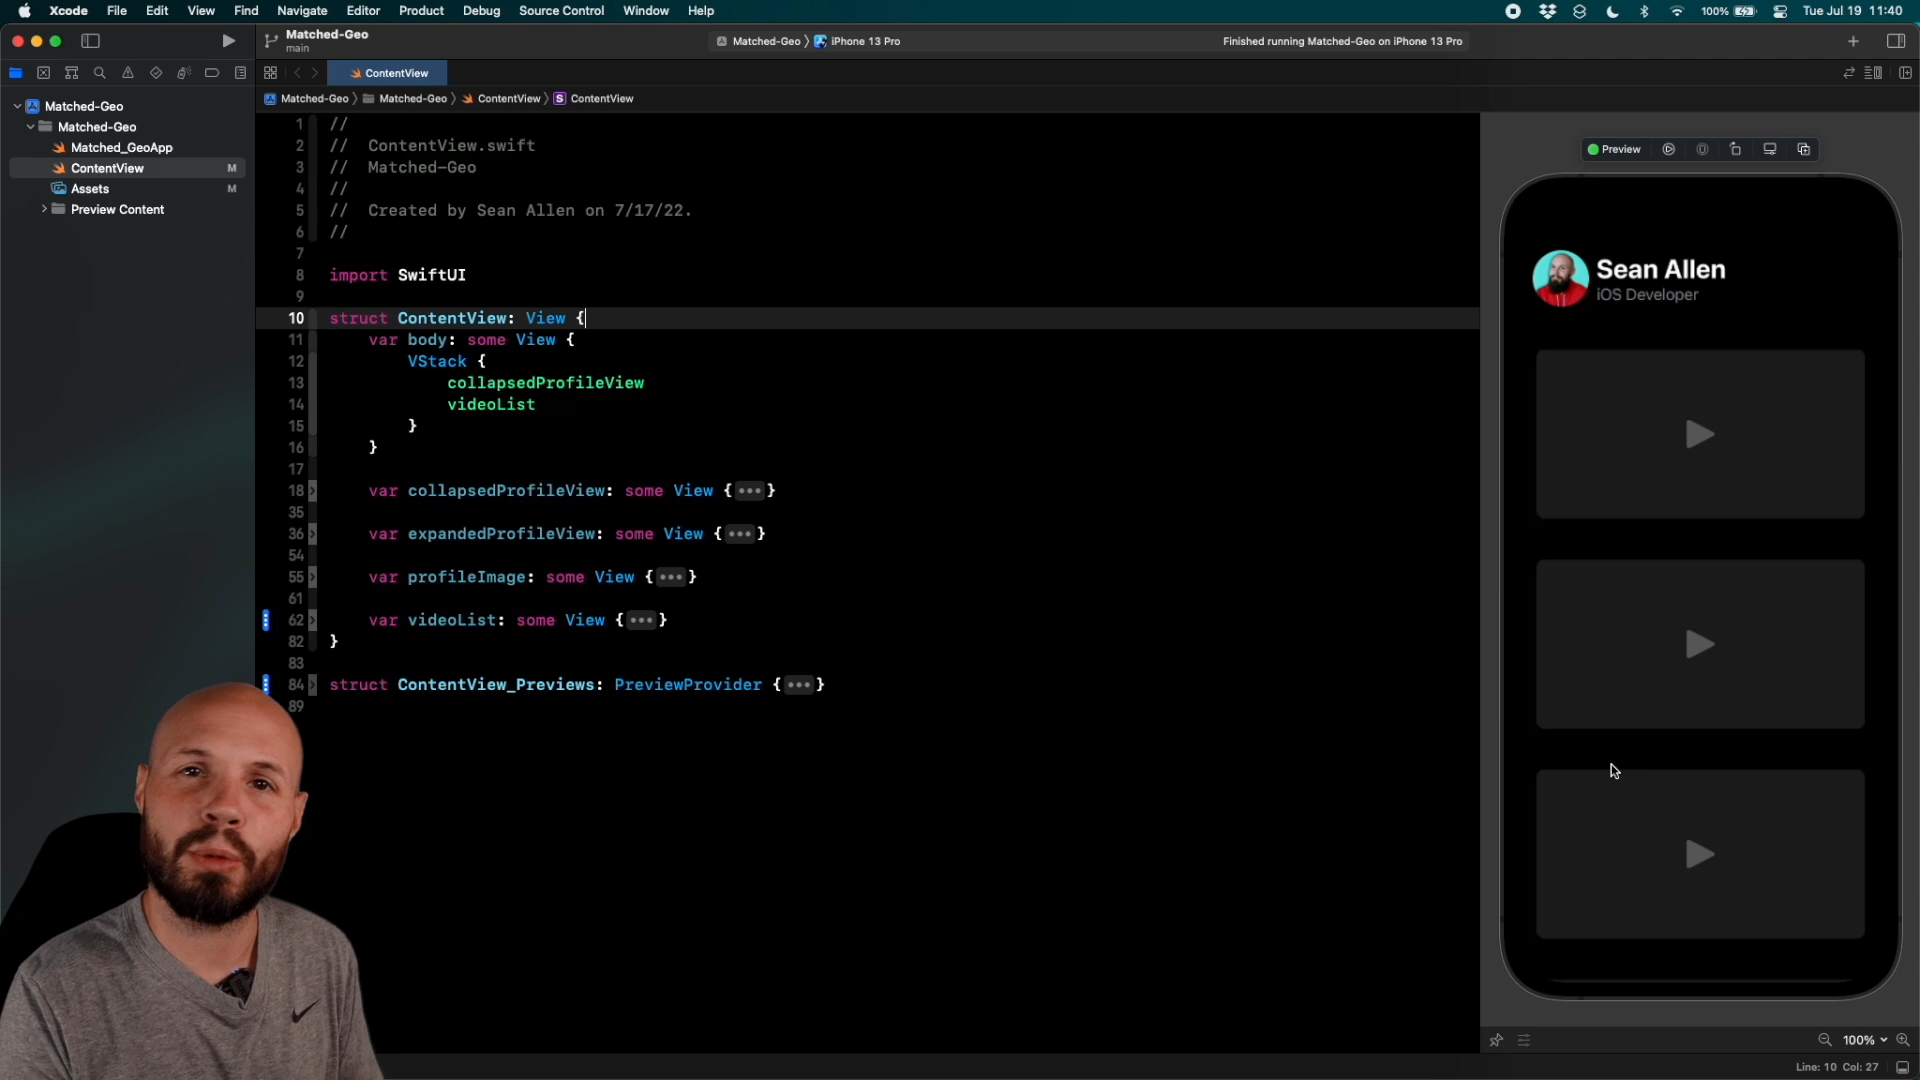 Xcode File Edit View Find Navigate Editor Product Debug Source Control Window Help 100% Tue Jul 19 11:40
Matched-Geo
main
Matched-Geo 〉 iPhone 13 Pro
Finished running Matched-Geo on iPhone 13 Pro
ContentView
Matched-Geo 〉 Matched-Geo 〉 ContentView 〉 S ContentView
Matched-Geo
Matched-Geo
Matched_GeoApp
ContentView M
Assets M
Preview Content
1 //
2 // ContentView.swift
3 // Matched-Geo
4 //
5 // Created by Sean Allen on 7/17/22.
6 //
7
8 import SwiftUI
9
10 struct ContentView: View {
11 var body: some View {
12 VStack {
13 collapsedProfileView
14 videoList
15 }
16 }
17
18 var collapsedProfileView: some View {•••}
35
36 var expandedProfileView: some View {•••}
54
55 var profileImage: some View {•••}
61
62 var videoList: some View {•••}
82 }
83
84 struct ContentView_Previews: PreviewProvider {•••}
89
Preview
Sean Allen
iOS Developer
100%
Line: 10 Col: 27